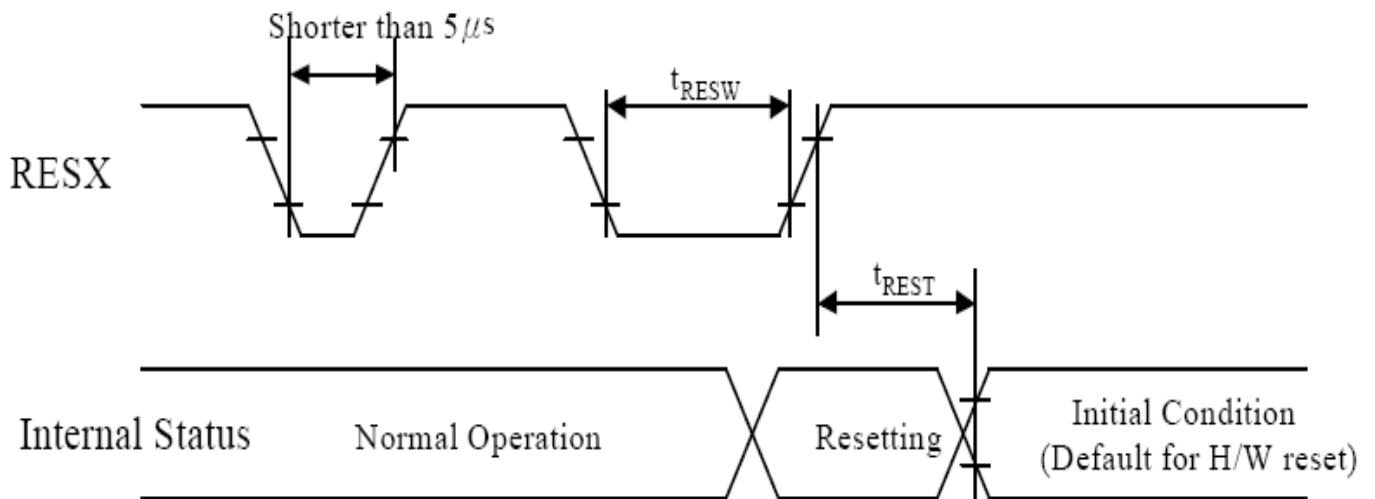 Shorter than 5μs
tRESW
RESX
tREST
Internal Status
Normal Operation
Resetting
Initial Condition
(Default for H/W reset)